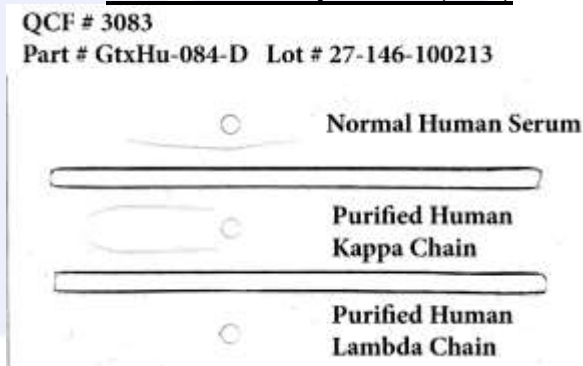 QCF # 3083
Part # GtxHu-084-D Lot # 27-146-100213
Normal Human Serum
Purified Human
Kappa Chain
Purified Human
Lambda Chain